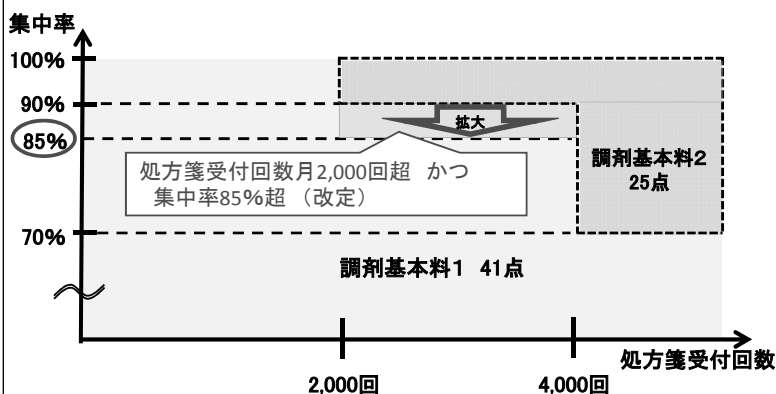 集中率
100%
90%
85%
70%
拡大
処方箋受付回数月2,000回超 かつ
集中率85%超 （改定）
調剤基本料２
25点
調剤基本料１ 41点
処方箋受付回数
2,000回
4,000回